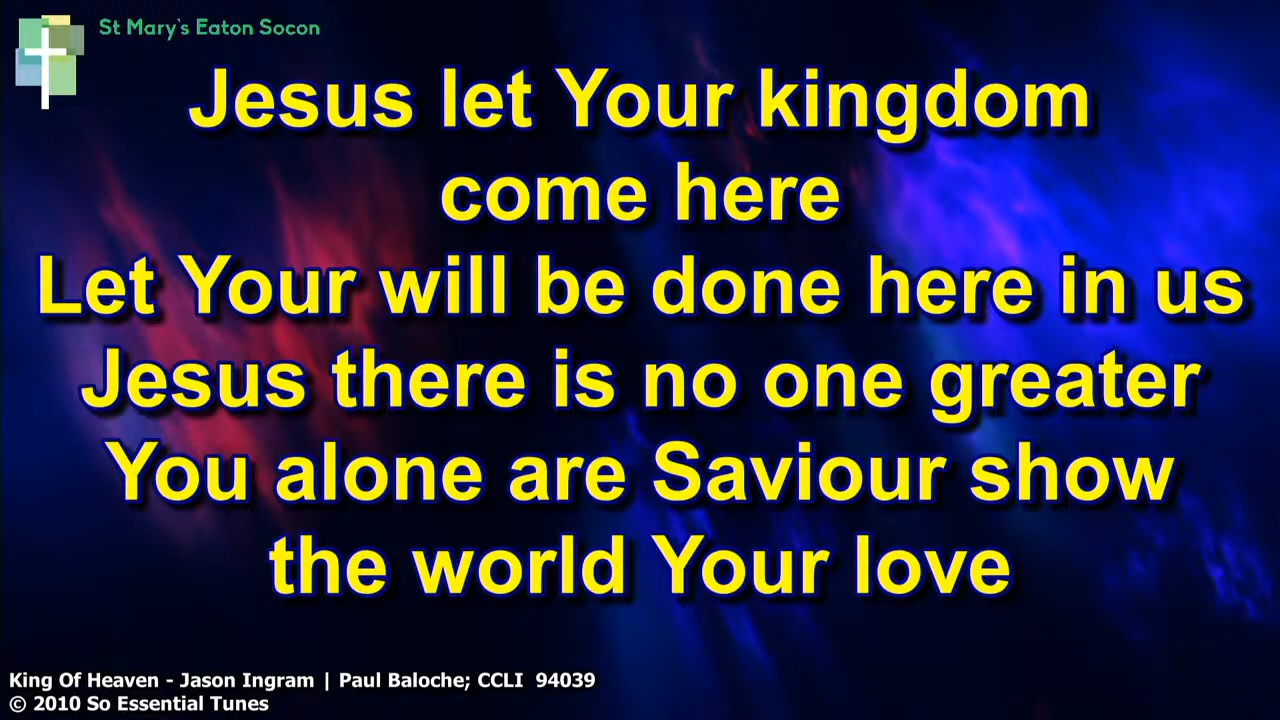 St Mary's Eaton Socon
Jesus let Your kingdom
come here
Let Your will be done here in us
Jesus there is no one greater
You alone are Saviour show
the world Your love
King Of Heaven - Jason Ingram | Paul Baloche; CCLI 94039
© 2010 So Essential Tunes